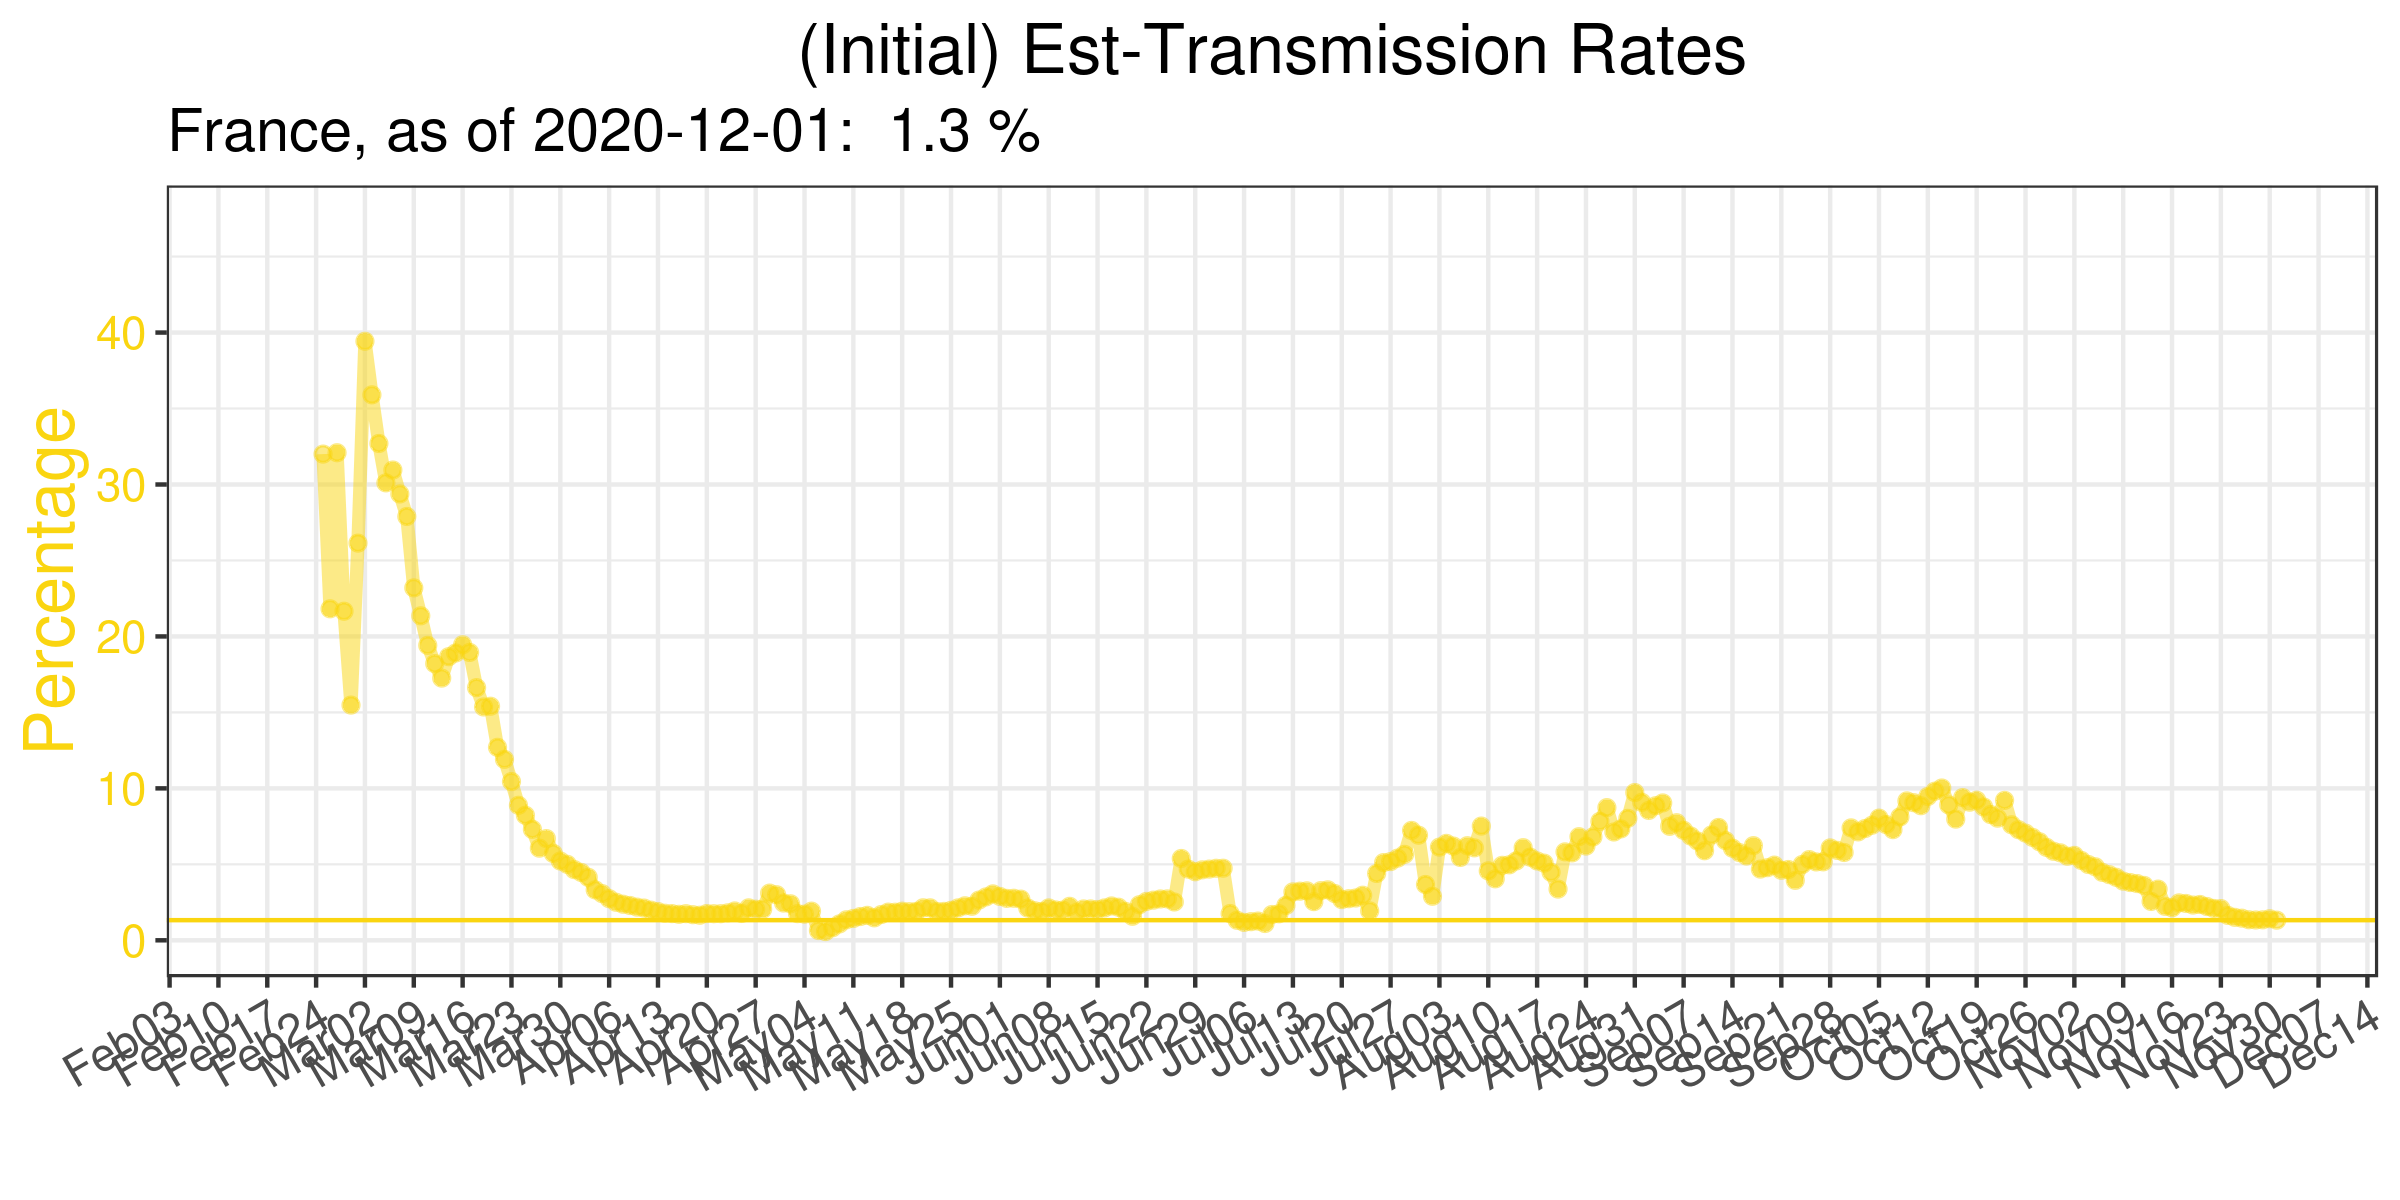 (Initial) Est-Transmission Rates
France, as of 2020-12-01: 1.3 %
Percentage
40
30
20
10
0
Feb03 Feb10 Feb17 Feb24 Mar02 Mar09 Mar16 Mar23 Mar30 Apr06 Apr13 Apr20 Apr27 May04 May11 May18 May25 Jun01 Jun08 Jun15 Jun22 Jun29 Jul06 Jul13 Jul20 Jul27 Aug03 Aug10 Aug17 Aug24 Aug31 Sep07 Sep14 Sep21 Sep28 Oct05 Oct12 Oct19 Oct26 Nov02 Nov09 Nov16 Nov23 Nov30 Dec07 Dec14